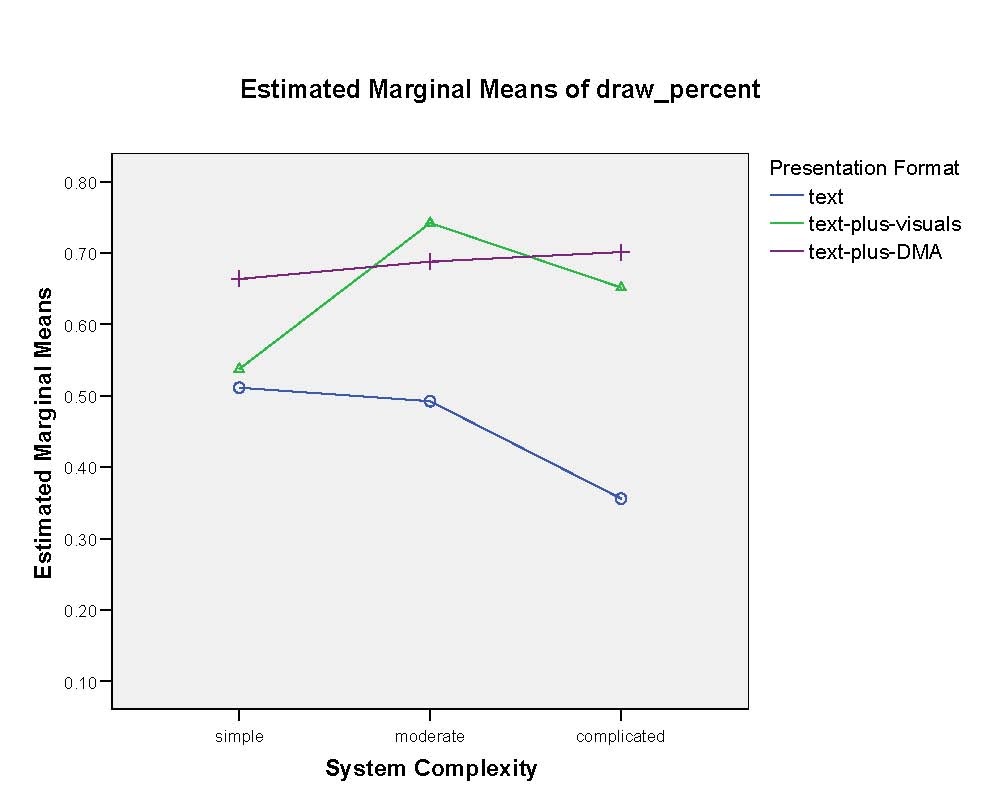 Estimated Marginal Means of draw_percent
Presentation Format
text
text-plus-visuals
text-plus-DMA
Estimated Marginal Means
0.80
0.70
0.60
0.50
0.40
0.30
0.20
0.10
simple
moderate
complicated
System Complexity